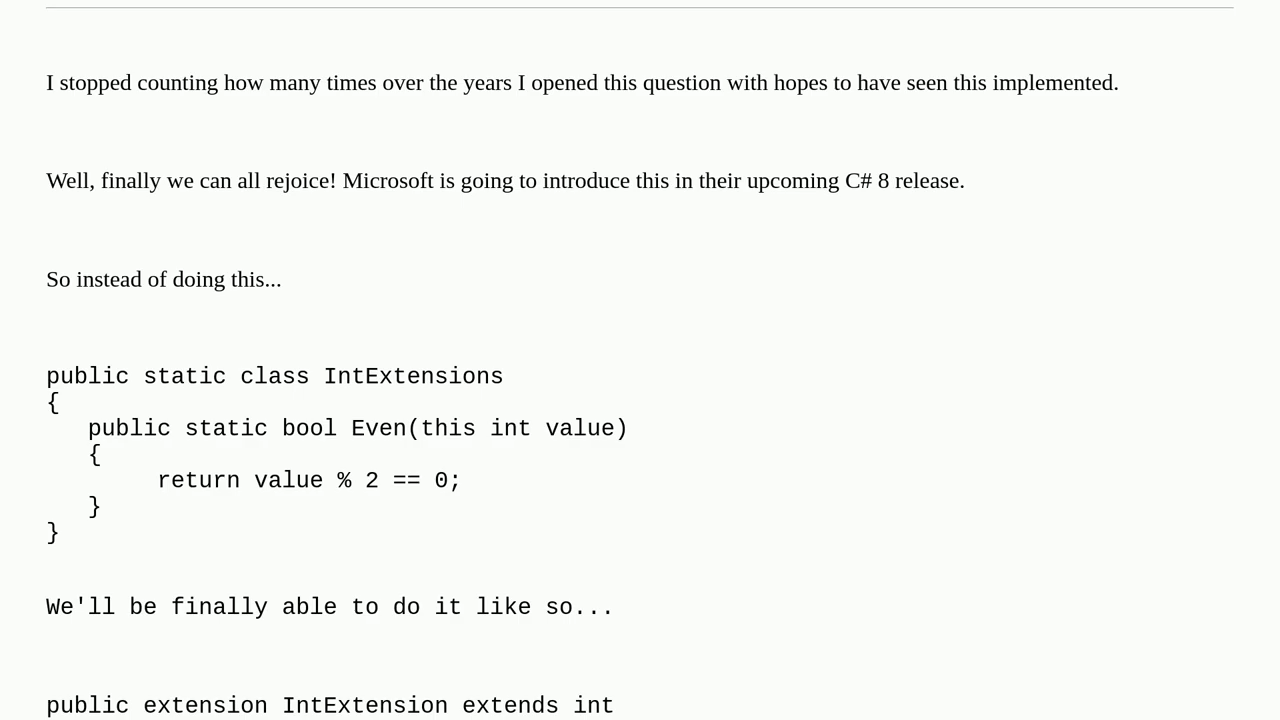 I stopped counting how many times over the years I opened this question with hopes to have seen this implemented.
Well, finally we can all rejoice! Microsoft is going to introduce this in their upcoming C# 8 release.
So instead of doing this...
public static class IntExtensions
{
   public static bool Even(this int value)
   {
        return value % 2 == 0;
   }
}
We'll be finally able to do it like so...
public extension IntExtension extends int